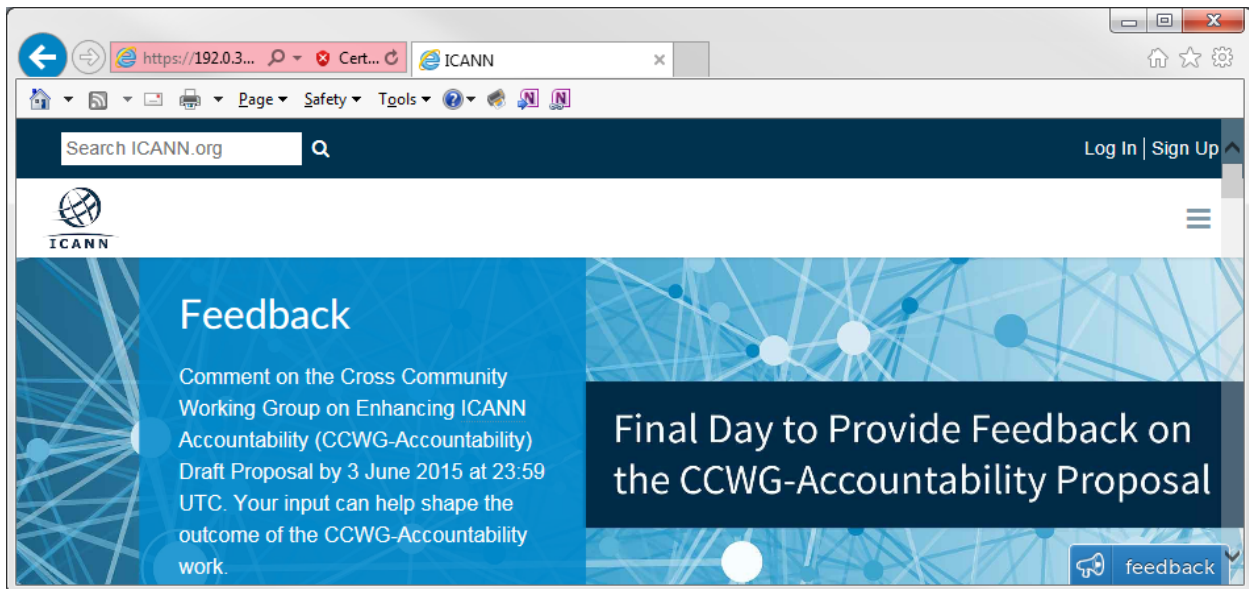 https://192.0.3... Cert... ICANN
Page Safety Tools
Search ICANN.org Log In | Sign Up
ICANN
Feedback
Comment on the Cross Community
Working Group on Enhancing ICANN
Accountability (CCWG-Accountability)
Draft Proposal by 3 June 2015 at 23:59
UTC. Your input can help shape the
outcome of the CCWG-Accountability
work.
Final Day to Provide Feedback on
the CCWG-Accountability Proposal
feedback